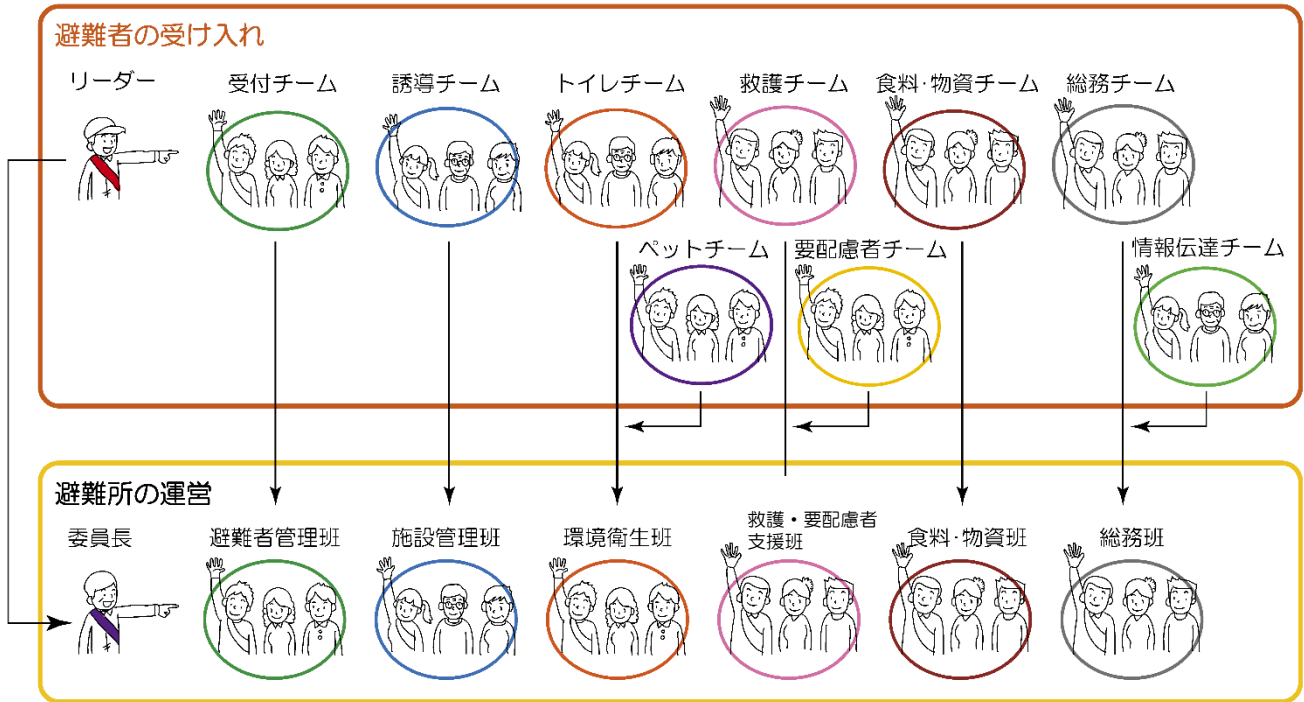 避難者の受け入れ
リーダー
受付チーム
誘導チーム
トイレチーム
救護チーム
食料・物資チーム
総務チーム
ペットチーム
要配慮者チーム
情報伝達チーム
避難所の運営
委員長
避難者管理班
施設管理班
環境衛生班
救護・要配慮者
支援班
食料・物資班
総務班